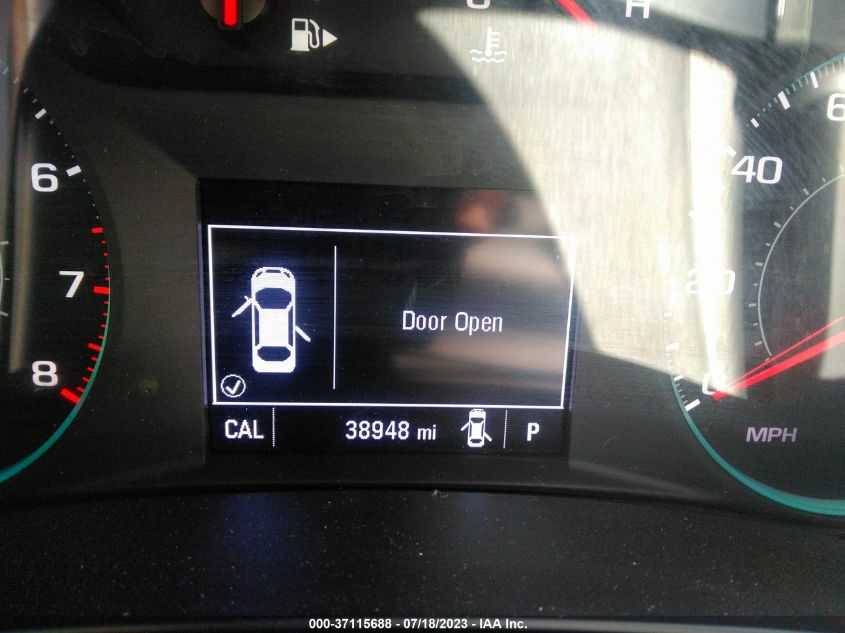 H
6
7
8
Door Open
CAL 38948 mi P
40
20
0
MPH
000-37115688 - 07/18/2023 - IAA Inc.